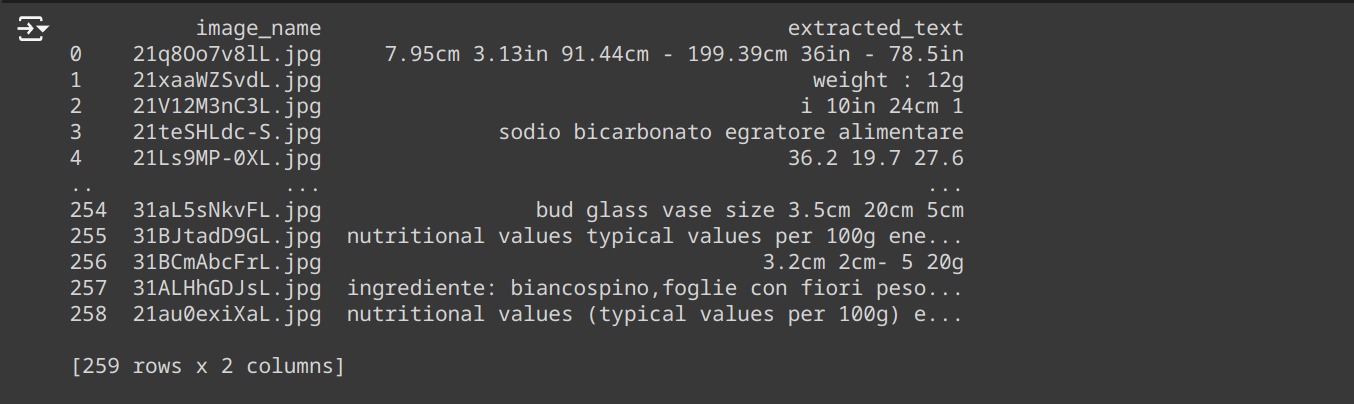 image_name extracted_text
0 21q8Oo7v8lL.jpg 7.95cm 3.13in 91.44cm - 199.39cm 36in - 78.5in
1 21xaaWZSvdL.jpg weight : 12g
2 21V12M3nC3L.jpg i 10in 24cm 1
3 21teSHLdc-S.jpg sodio bicarbonato egratore alimentare
4 21Ls9MP-0XL.jpg 36.2 19.7 27.6
.. ... ...
254 31aL5sNkvFL.jpg bud glass vase size 3.5cm 20cm 5cm
255 31BJtadD9GL.jpg nutritional values typical values per 100g ene...
256 31BCmAbcFrL.jpg 3.2cm 2cm- 5 20g
257 31ALHhGDJsL.jpg ingrediente: biancospino,foglie con fiori peso...
258 21au0exiXaL.jpg nutritional values (typical values per 100g) e...
[259 rows x 2 columns]